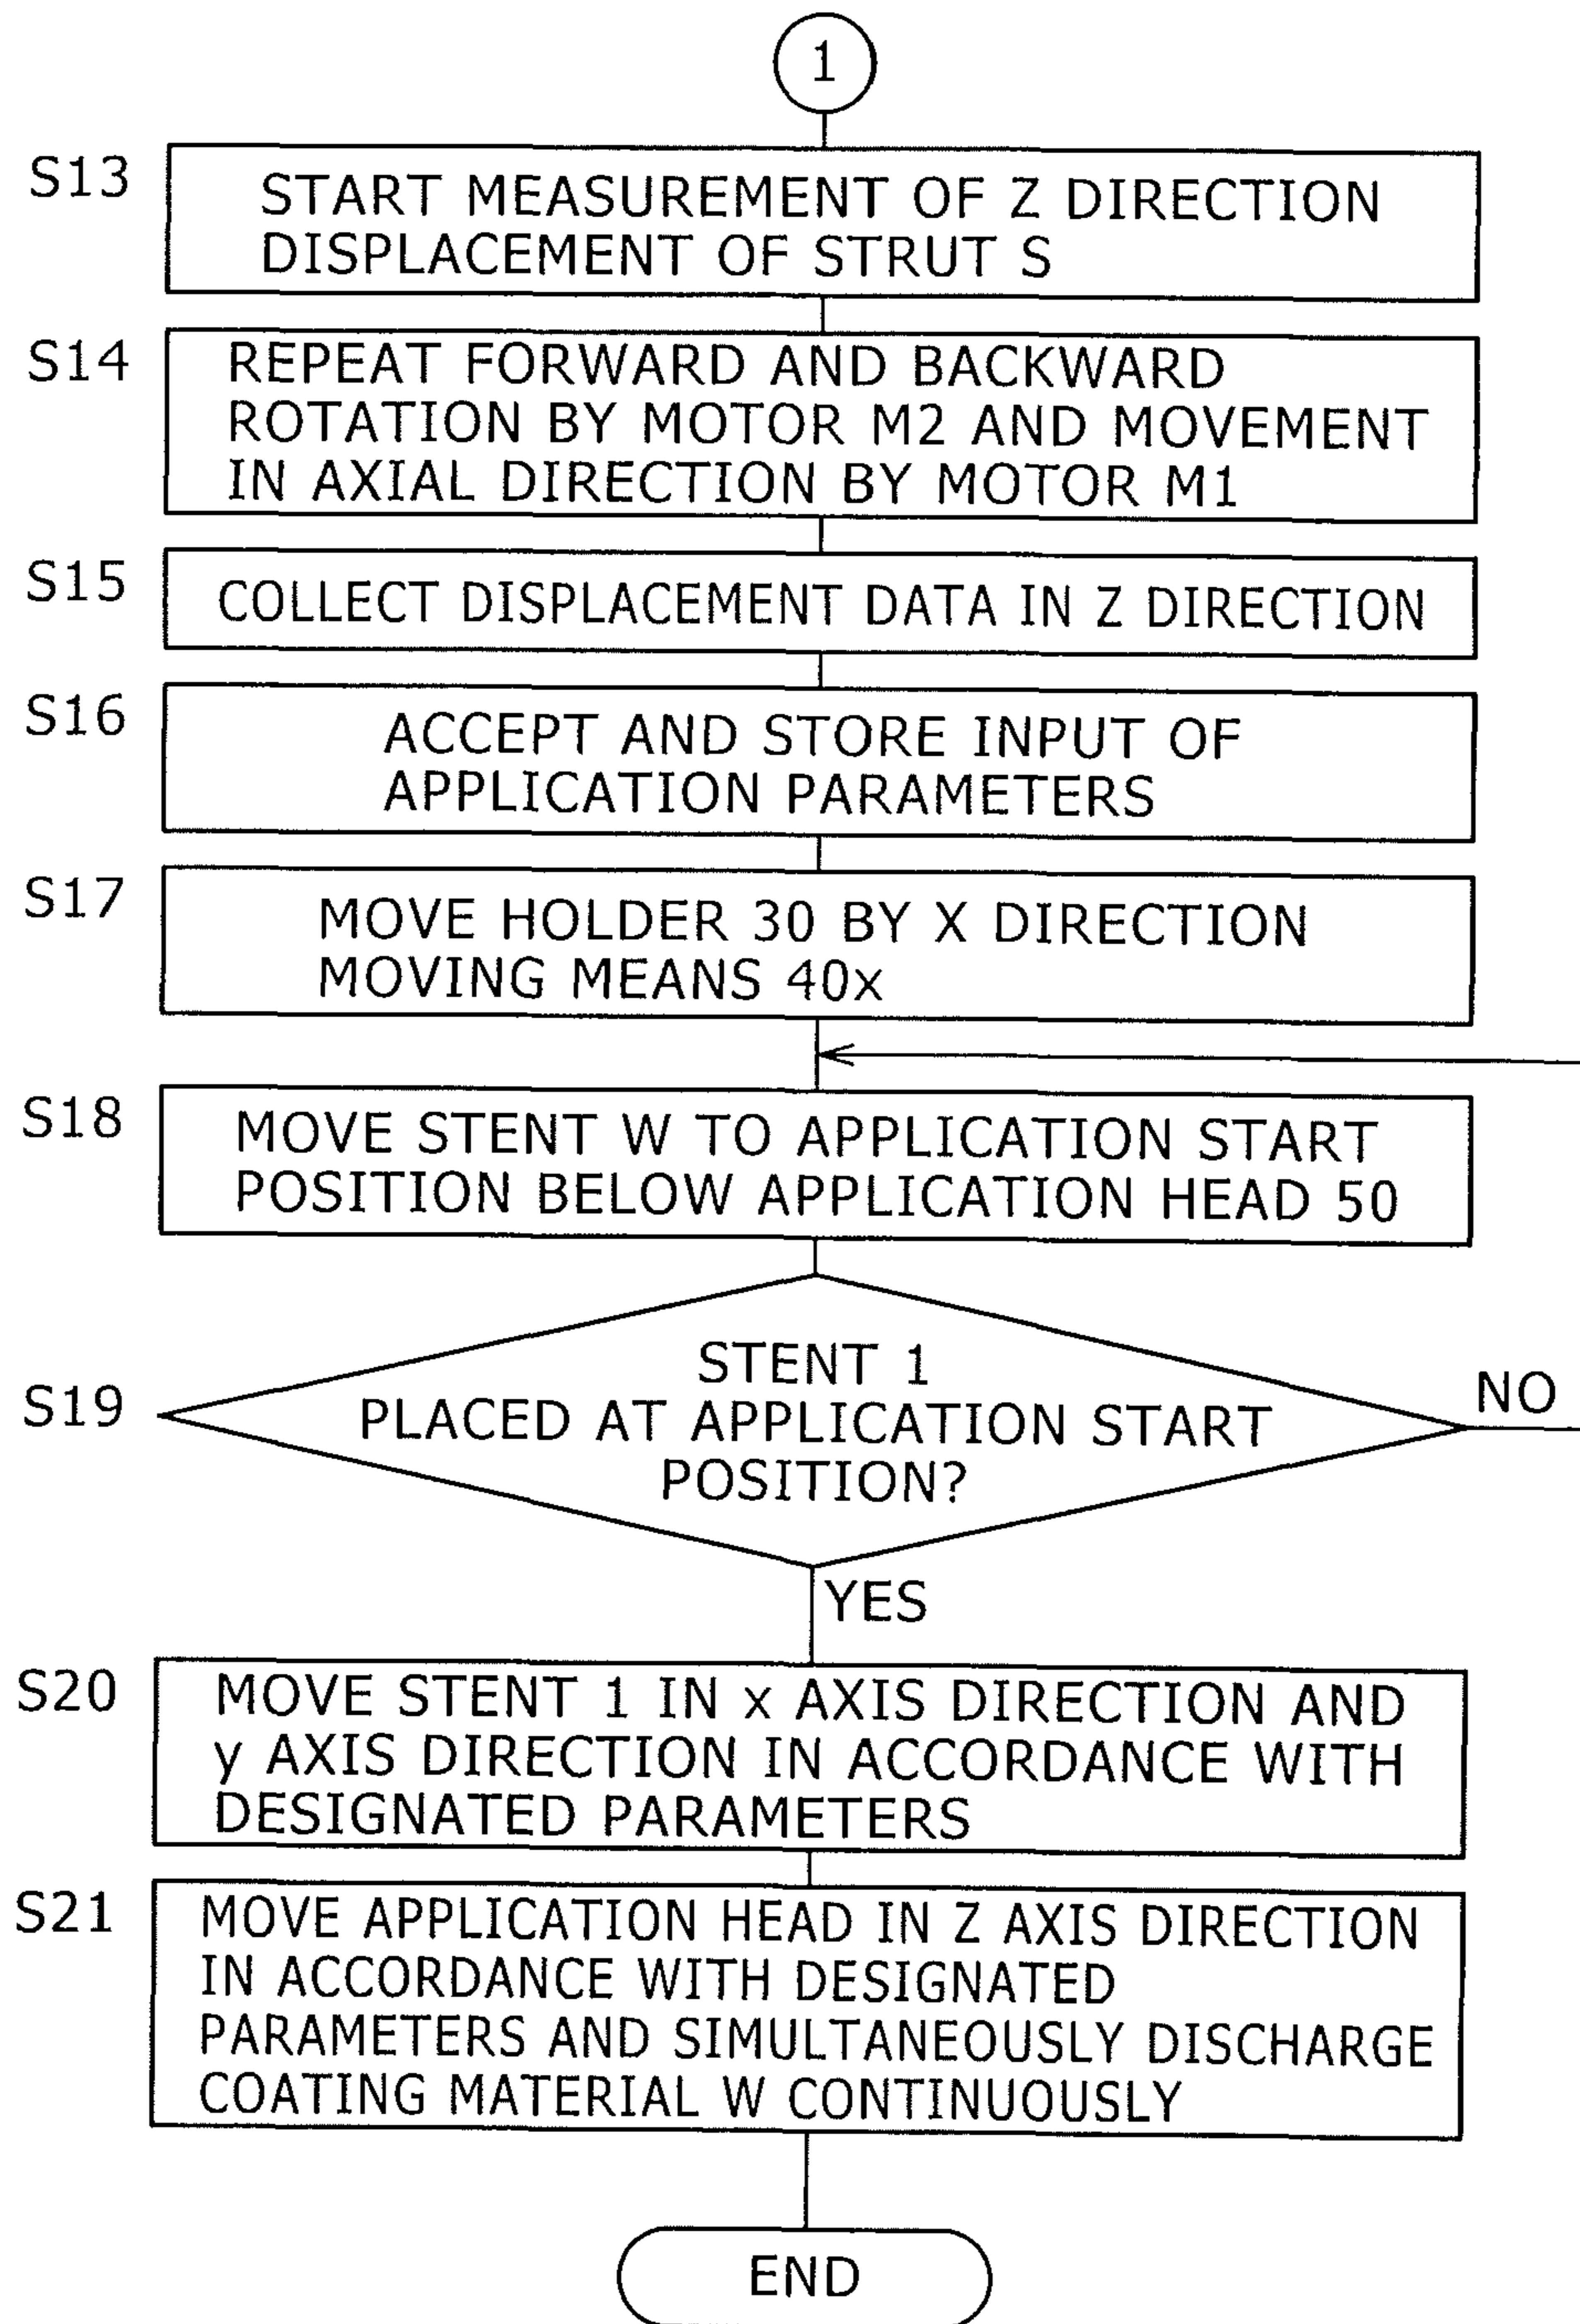 1
S13
START MEASUREMENT OF Z DIRECTION
DISPLACEMENT OF STRUT S
S14
REPEAT FORWARD AND BACKWARD
ROTATION BY MOTOR M2 AND MOVEMENT
IN AXIAL DIRECTION BY MOTOR M1
S15
COLLECT DISPLACEMENT DATA IN Z DIRECTION
S16
ACCEPT AND STORE INPUT OF
APPLICATION PARAMETERS
S17
MOVE HOLDER 30 BY X DIRECTION
MOVING MEANS 40x
S18
MOVE STENT W TO APPLICATION START
POSITION BELOW APPLICATION HEAD 50
S19
STENT 1
PLACED AT APPLICATION START
POSITION?
NO
YES
S20
MOVE STENT 1 IN x AXIS DIRECTION AND
y AXIS DIRECTION IN ACCORDANCE WITH
DESIGNATED PARAMETERS
S21
MOVE APPLICATION HEAD IN Z AXIS DIRECTION
IN ACCORDANCE WITH DESIGNATED
PARAMETERS AND SIMULTANEOUSLY DISCHARGE
COATING MATERIAL W CONTINUOUSLY
END